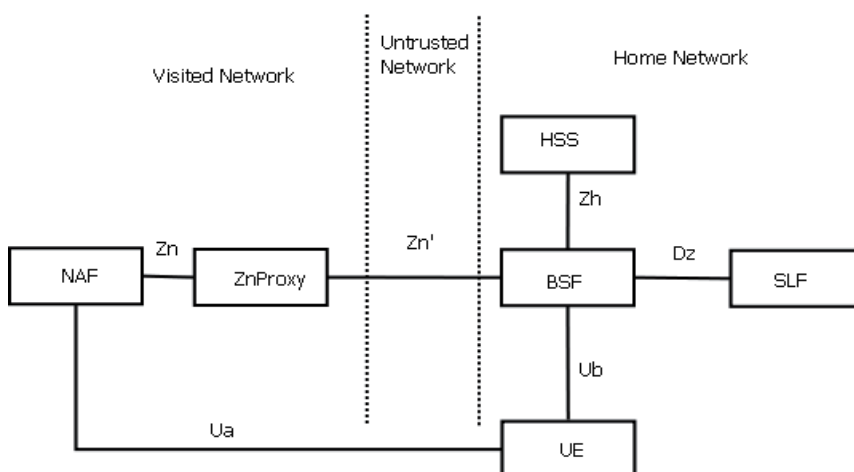 Visited Network
Untrusted
Network
Home Network
HSS
Zh
Zn
Zn'
Dz
NAF
ZnProxy
BSF
SLF
Ub
Ua
UE